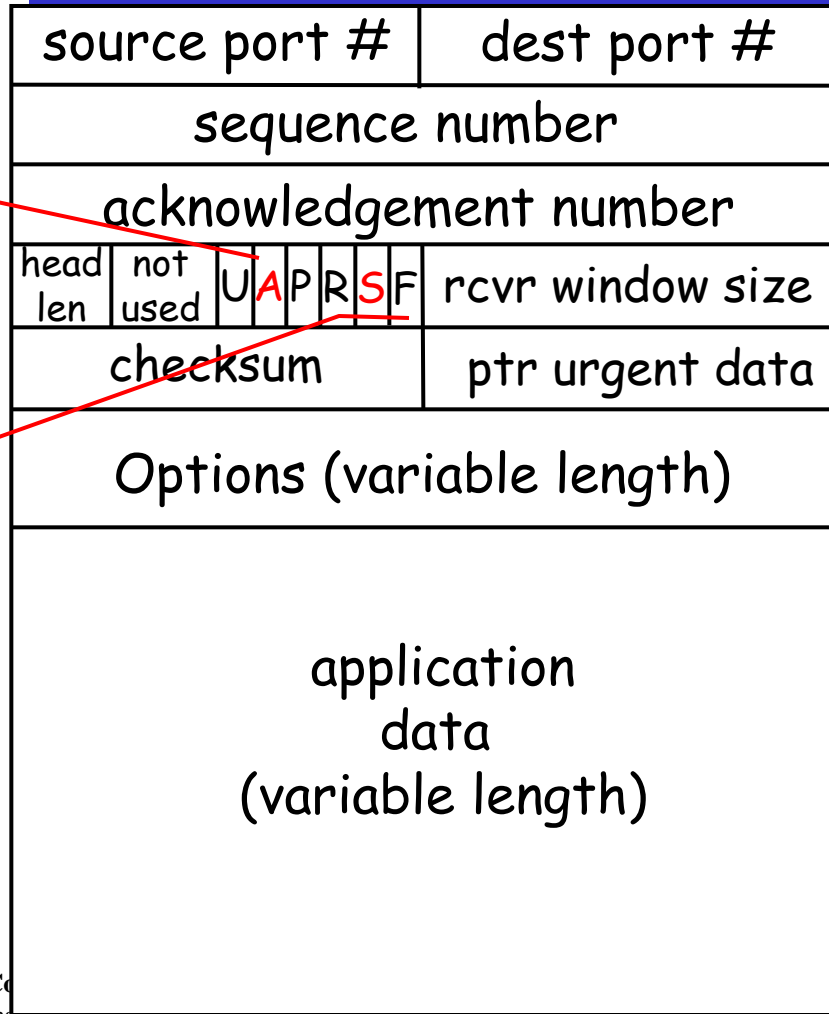 source port # dest port #
sequence number
acknowledgement number
head not U A P R S F rcvr window size
len used
checksum ptr urgent data
Options (variable length)
application
data
(variable length)